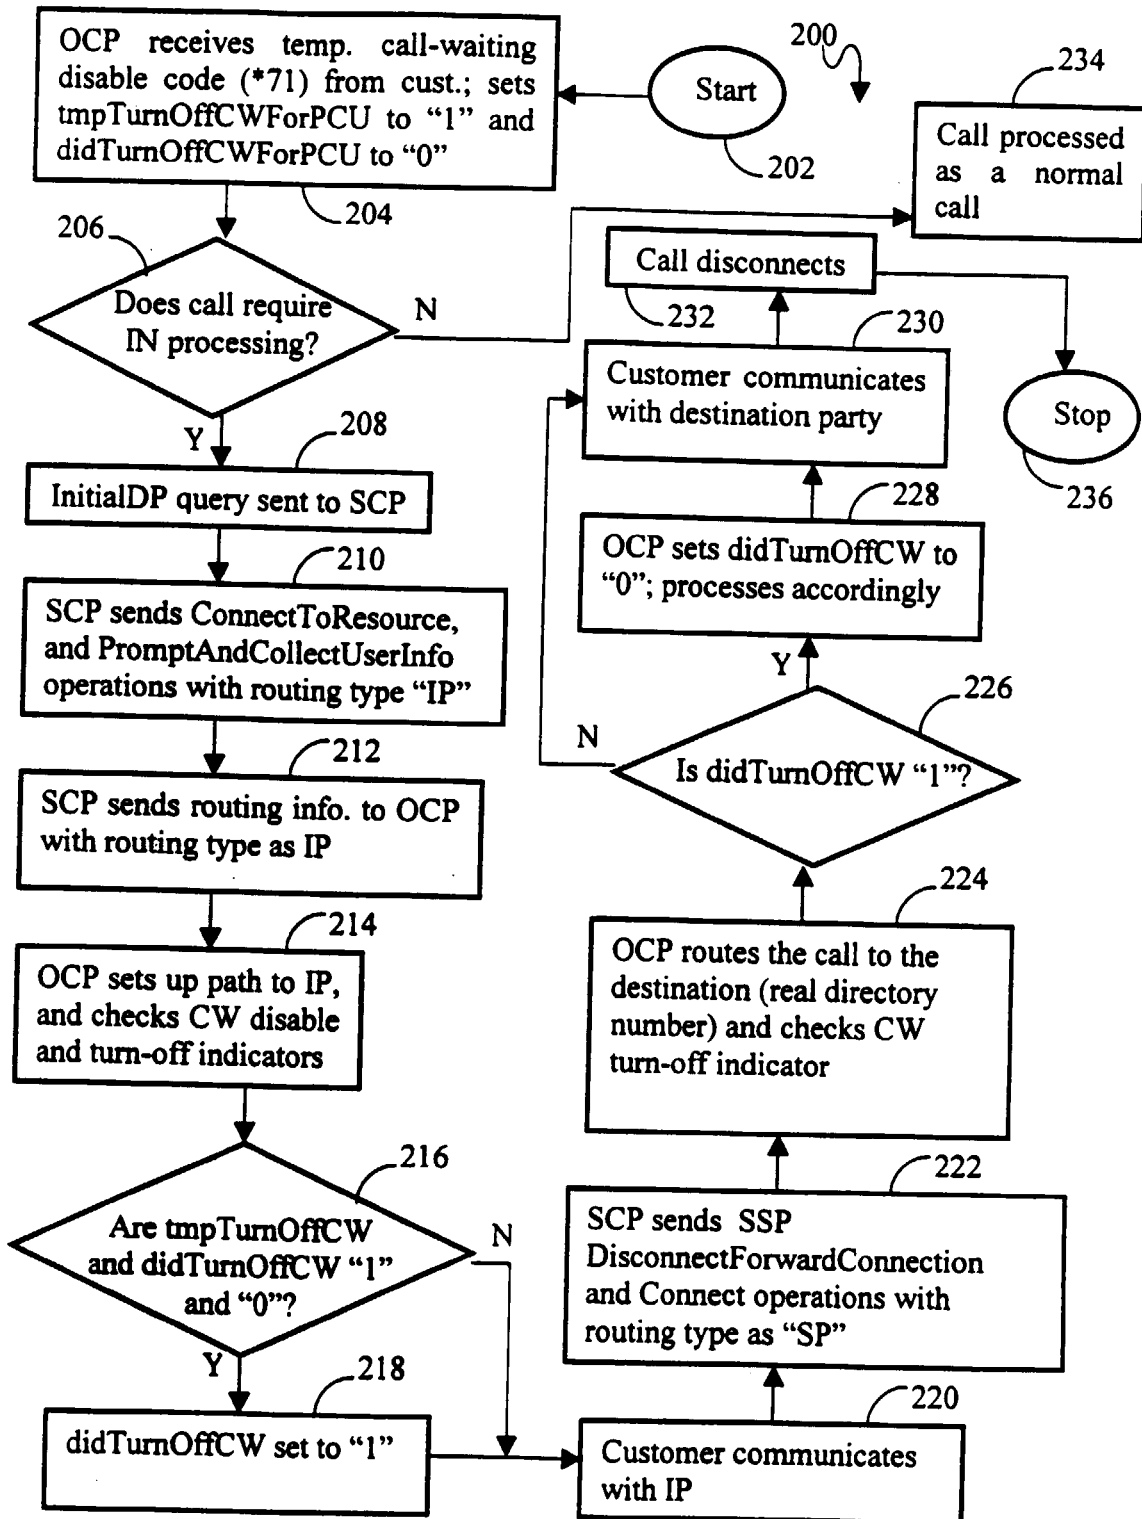 OCP receives temp. call-waiting
disable code (*71) from cust.; sets
tmpTurnOffCWForPCU to “1” and
didTurnOffCWForPCU to “0”
204
Start
202
200
234
Call processed
as a normal
call
206
Does call require
IN processing?
N
Y
208
InitialDP query sent to SCP
210
SCP sends ConnectToResource,
and PromptAndCollectUserInfo
operations with routing type “IP”
212
SCP sends routing info. to OCP
with routing type as IP
214
OCP sets up path to IP,
and checks CW disable
and turn-off indicators
216
Are tmpTurnOffCW
and didTurnOffCW “1”
and “0”?
N
Y
218
didTurnOffCW set to “1”
220
Customer communicates
with IP
222
SCP sends SSP
DisconnectForwardConnection
and Connect operations with
routing type as “SP”
224
OCP routes the call to the
destination (real directory
number) and checks CW
turn-off indicator
226
Is didTurnOffCW “1”?
N
Y
228
OCP sets didTurnOffCW to
“0”; processes accordingly
230
Customer communicates
with destination party
232
Call disconnects
Stop
236